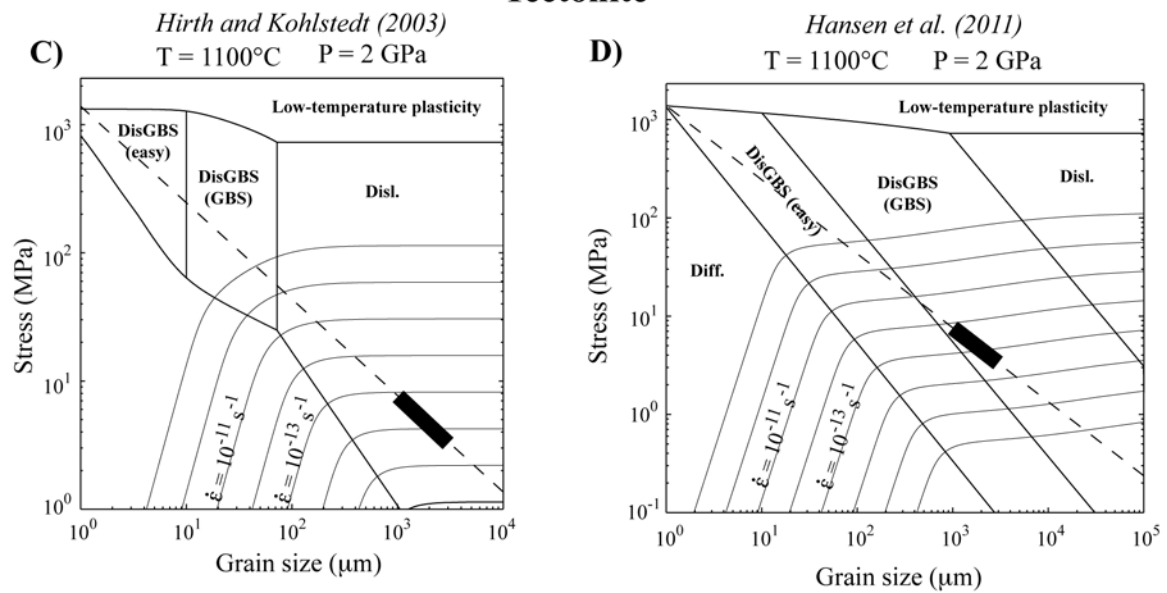 Tectonite
Hirth and Kohlstedt (2003)
C) T = 1100°C P = 2 GPa
Low-temperature plasticity
DisGBS
(easy)
DisGBS
(GBS)
Disl.
ε̇ = 10⁻¹¹ s⁻¹
ε̇ = 10⁻¹³ s⁻¹
Stress (MPa)
10³
10²
10¹
10⁰
10⁰ 10¹ 10² 10³ 10⁴
Grain size (μm)
Hansen et al. (2011)
D) T = 1100°C P = 2 GPa
Low-temperature plasticity
DisGBS (easy)
DisGBS
(GBS)
Disl.
Diff.
ε̇ = 10⁻¹¹ s⁻¹
ε̇ = 10⁻¹³ s⁻¹
Stress (MPa)
10³
10²
10¹
10⁰
10⁻¹
10⁰ 10¹ 10² 10³ 10⁴ 10⁵
Grain size (μm)